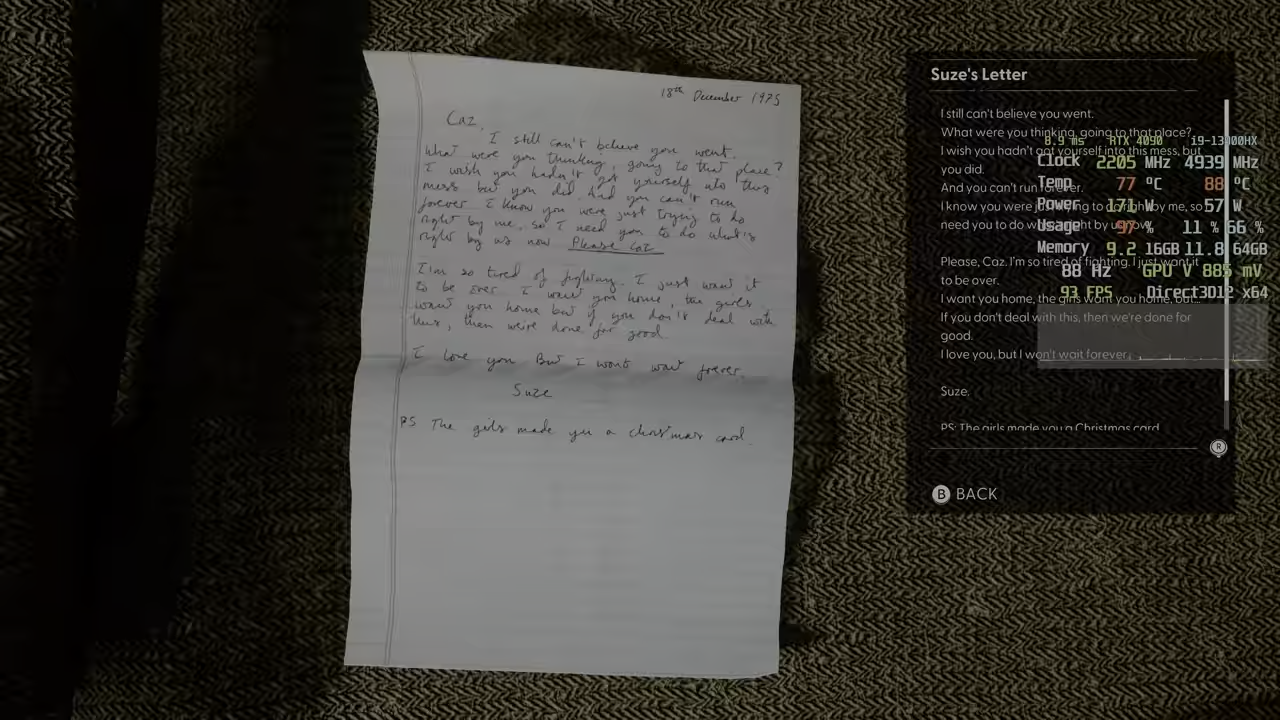 18th December 1975
Caz,
I still can't believe you went.
What were you thinking, going to that place?
I wish you hadn't got yourself into this
mess but you did. And you can't run
forever. I know you were just trying to do
right by me, so I need you to do what's
right by us now Please Caz
I'm so tired of fighting. I just want it
to be over. I want you home, the girls
want you home but if you don't deal with
this, then we're done for good.
I love you But I won't wait forever.
Suze
PS The girls made you a christmas card.
Suze's Letter
I still can't believe you went.
What were you thinking, going to that place?
I wish you hadn't got yourself into this mess, but
you did.
And you can't run forever.
I know you were to by me, so I
need you to do right by
Please, Caz. I'm so tired of fighting. I just want it
to be over.
I want you home, the girls want you home, but...
If you don't deal with this, then we're done for
good.
I love you, but I won't wait forever.
Suze.
PS: The girls made you a Christmas card
B BACK
R
8.9 ms RTX 4090 i9-13900HX
Clock 2205 MHz 4939 MHz
Temp 77 ºC 88 ºC
Power 171 W 57 W
Usage 97 % 11 % 66 %
Memory 9.2 16GB 11.8 64GB
88 Hz GPU V 885 mV
93 FPS Direct3D12 x64